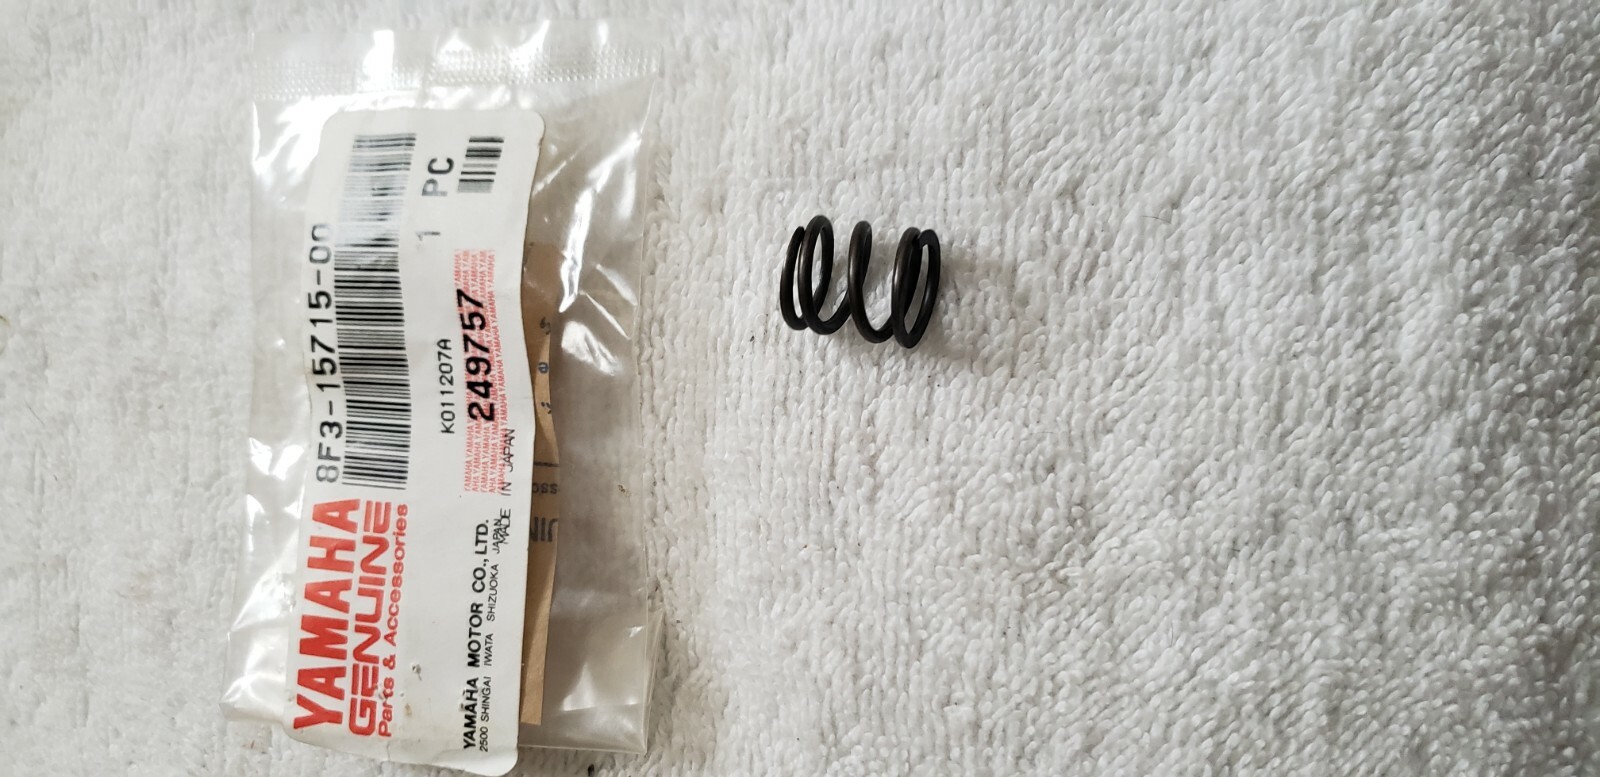 YAMAHA
GENUINE
Parts & Accessories
8F3-15715-00
1 PC
K011207A
249757
YAMAHA MOTOR CO., LTD.
2500 SHINGAI IWATA SHIZUOKA JAPAN
MADE IN JAPAN